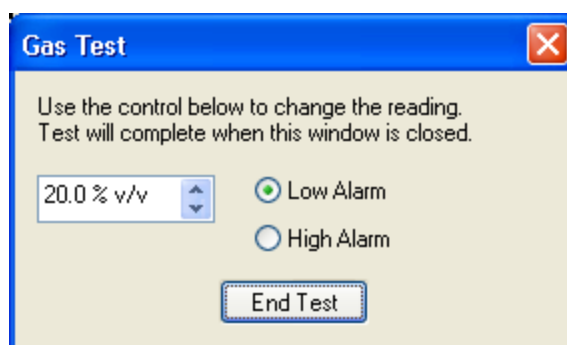 Gas Test
Use the control below to change the reading.
Test will complete when this window is closed.
20.0 % v/v
Low Alarm
High Alarm
End Test